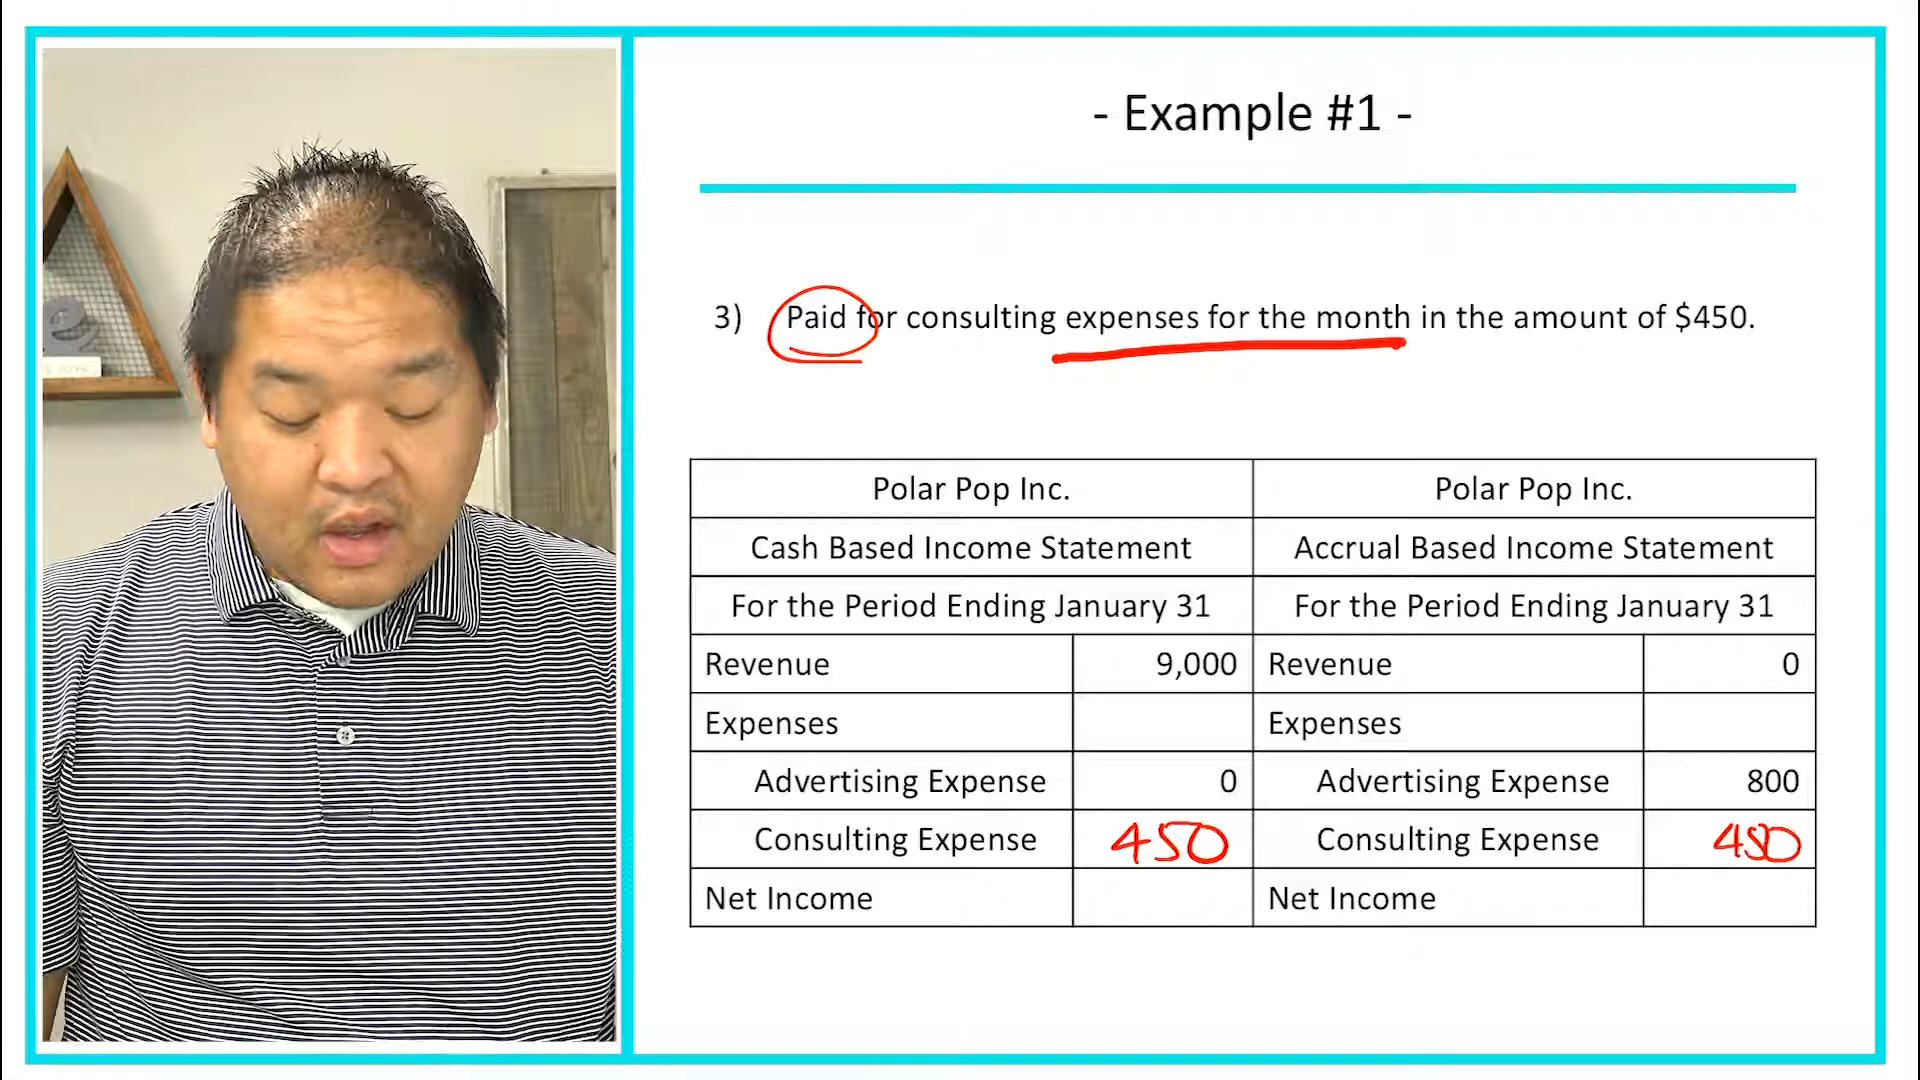 - Example #1 -
3) Paid for consulting expenses for the month in the amount of $450.
Polar Pop Inc. Polar Pop Inc.
Cash Based Income Statement Accrual Based Income Statement
For the Period Ending January 31 For the Period Ending January 31
Revenue 9,000 Revenue 0
Expenses Expenses
Advertising Expense 0 Advertising Expense 800
Consulting Expense 450 Consulting Expense 450
Net Income Net Income